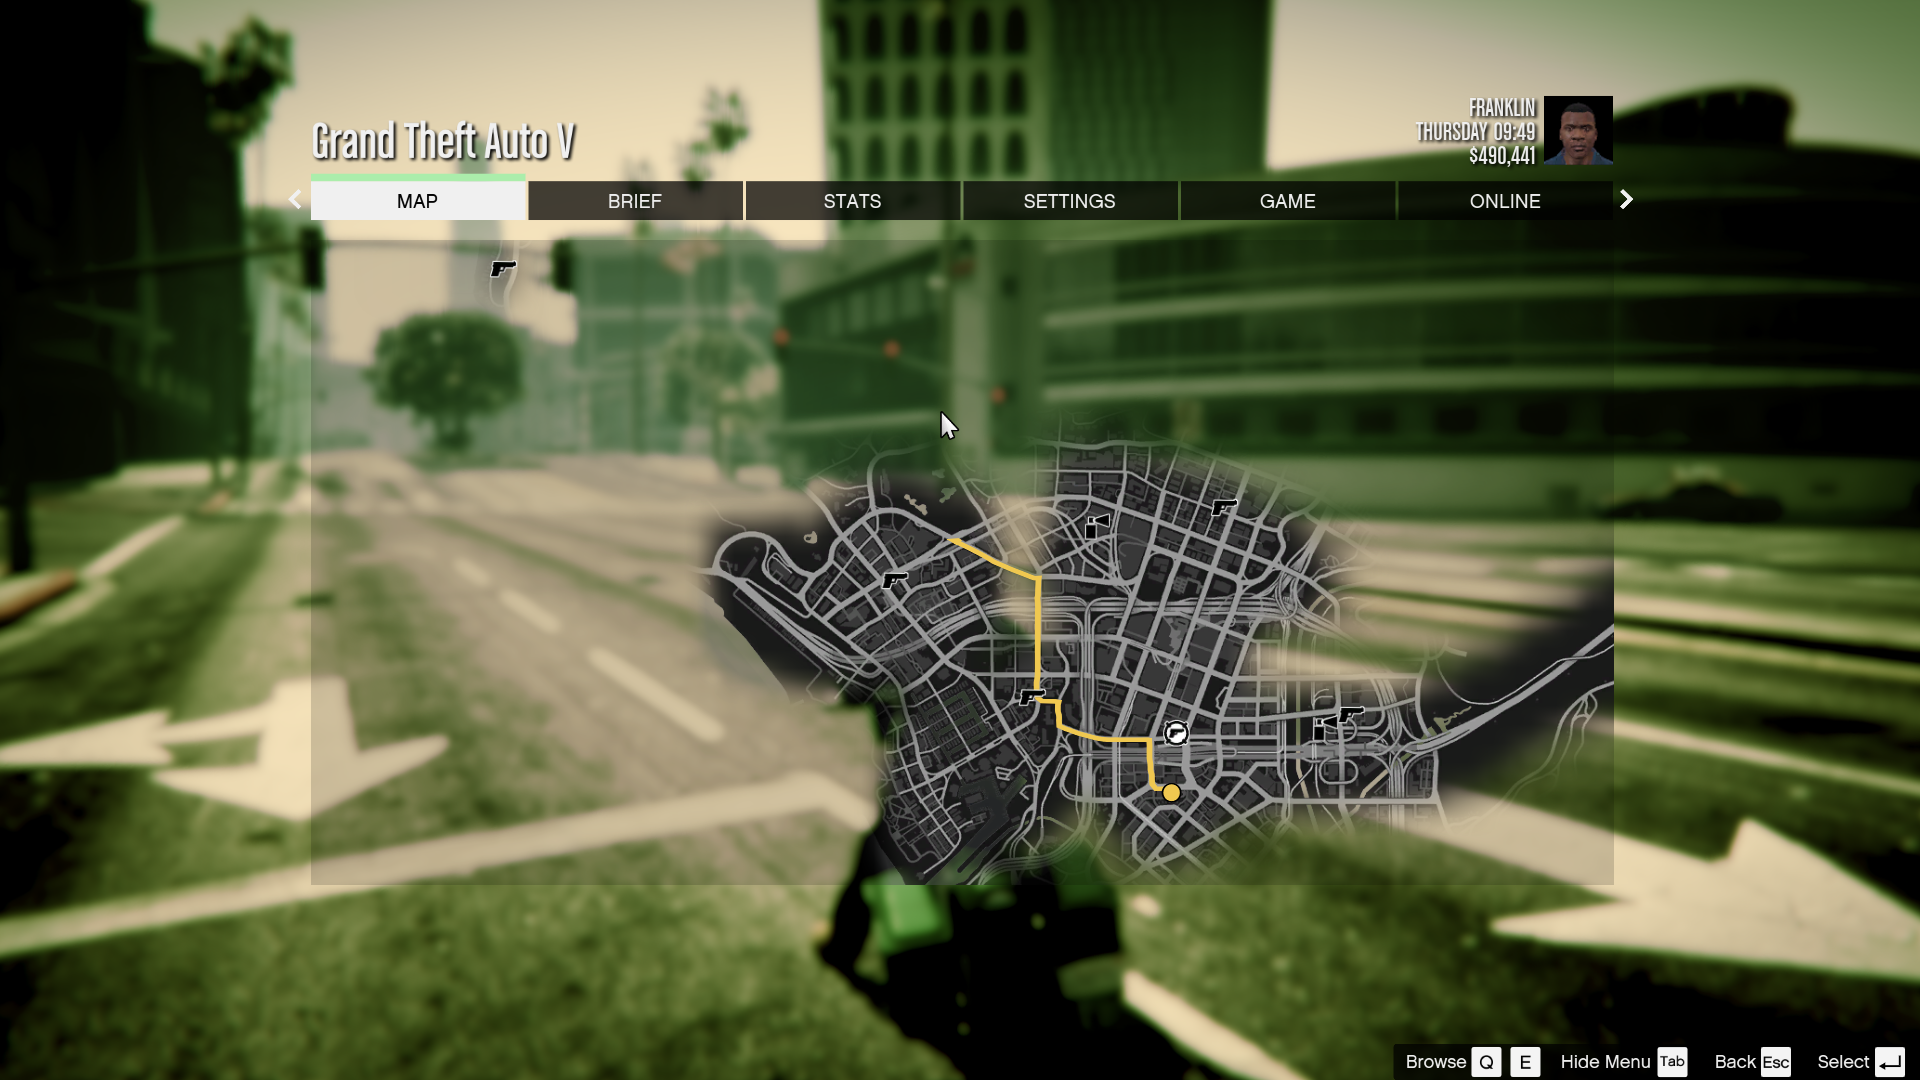 FRANKLIN
Grand Theft Auto V
THURSDAY 09:49
$490,441
MAP BRIEF STATS SETTINGS GAME ONLINE
Browse Q E Hide Menu Tab Back Esc Select